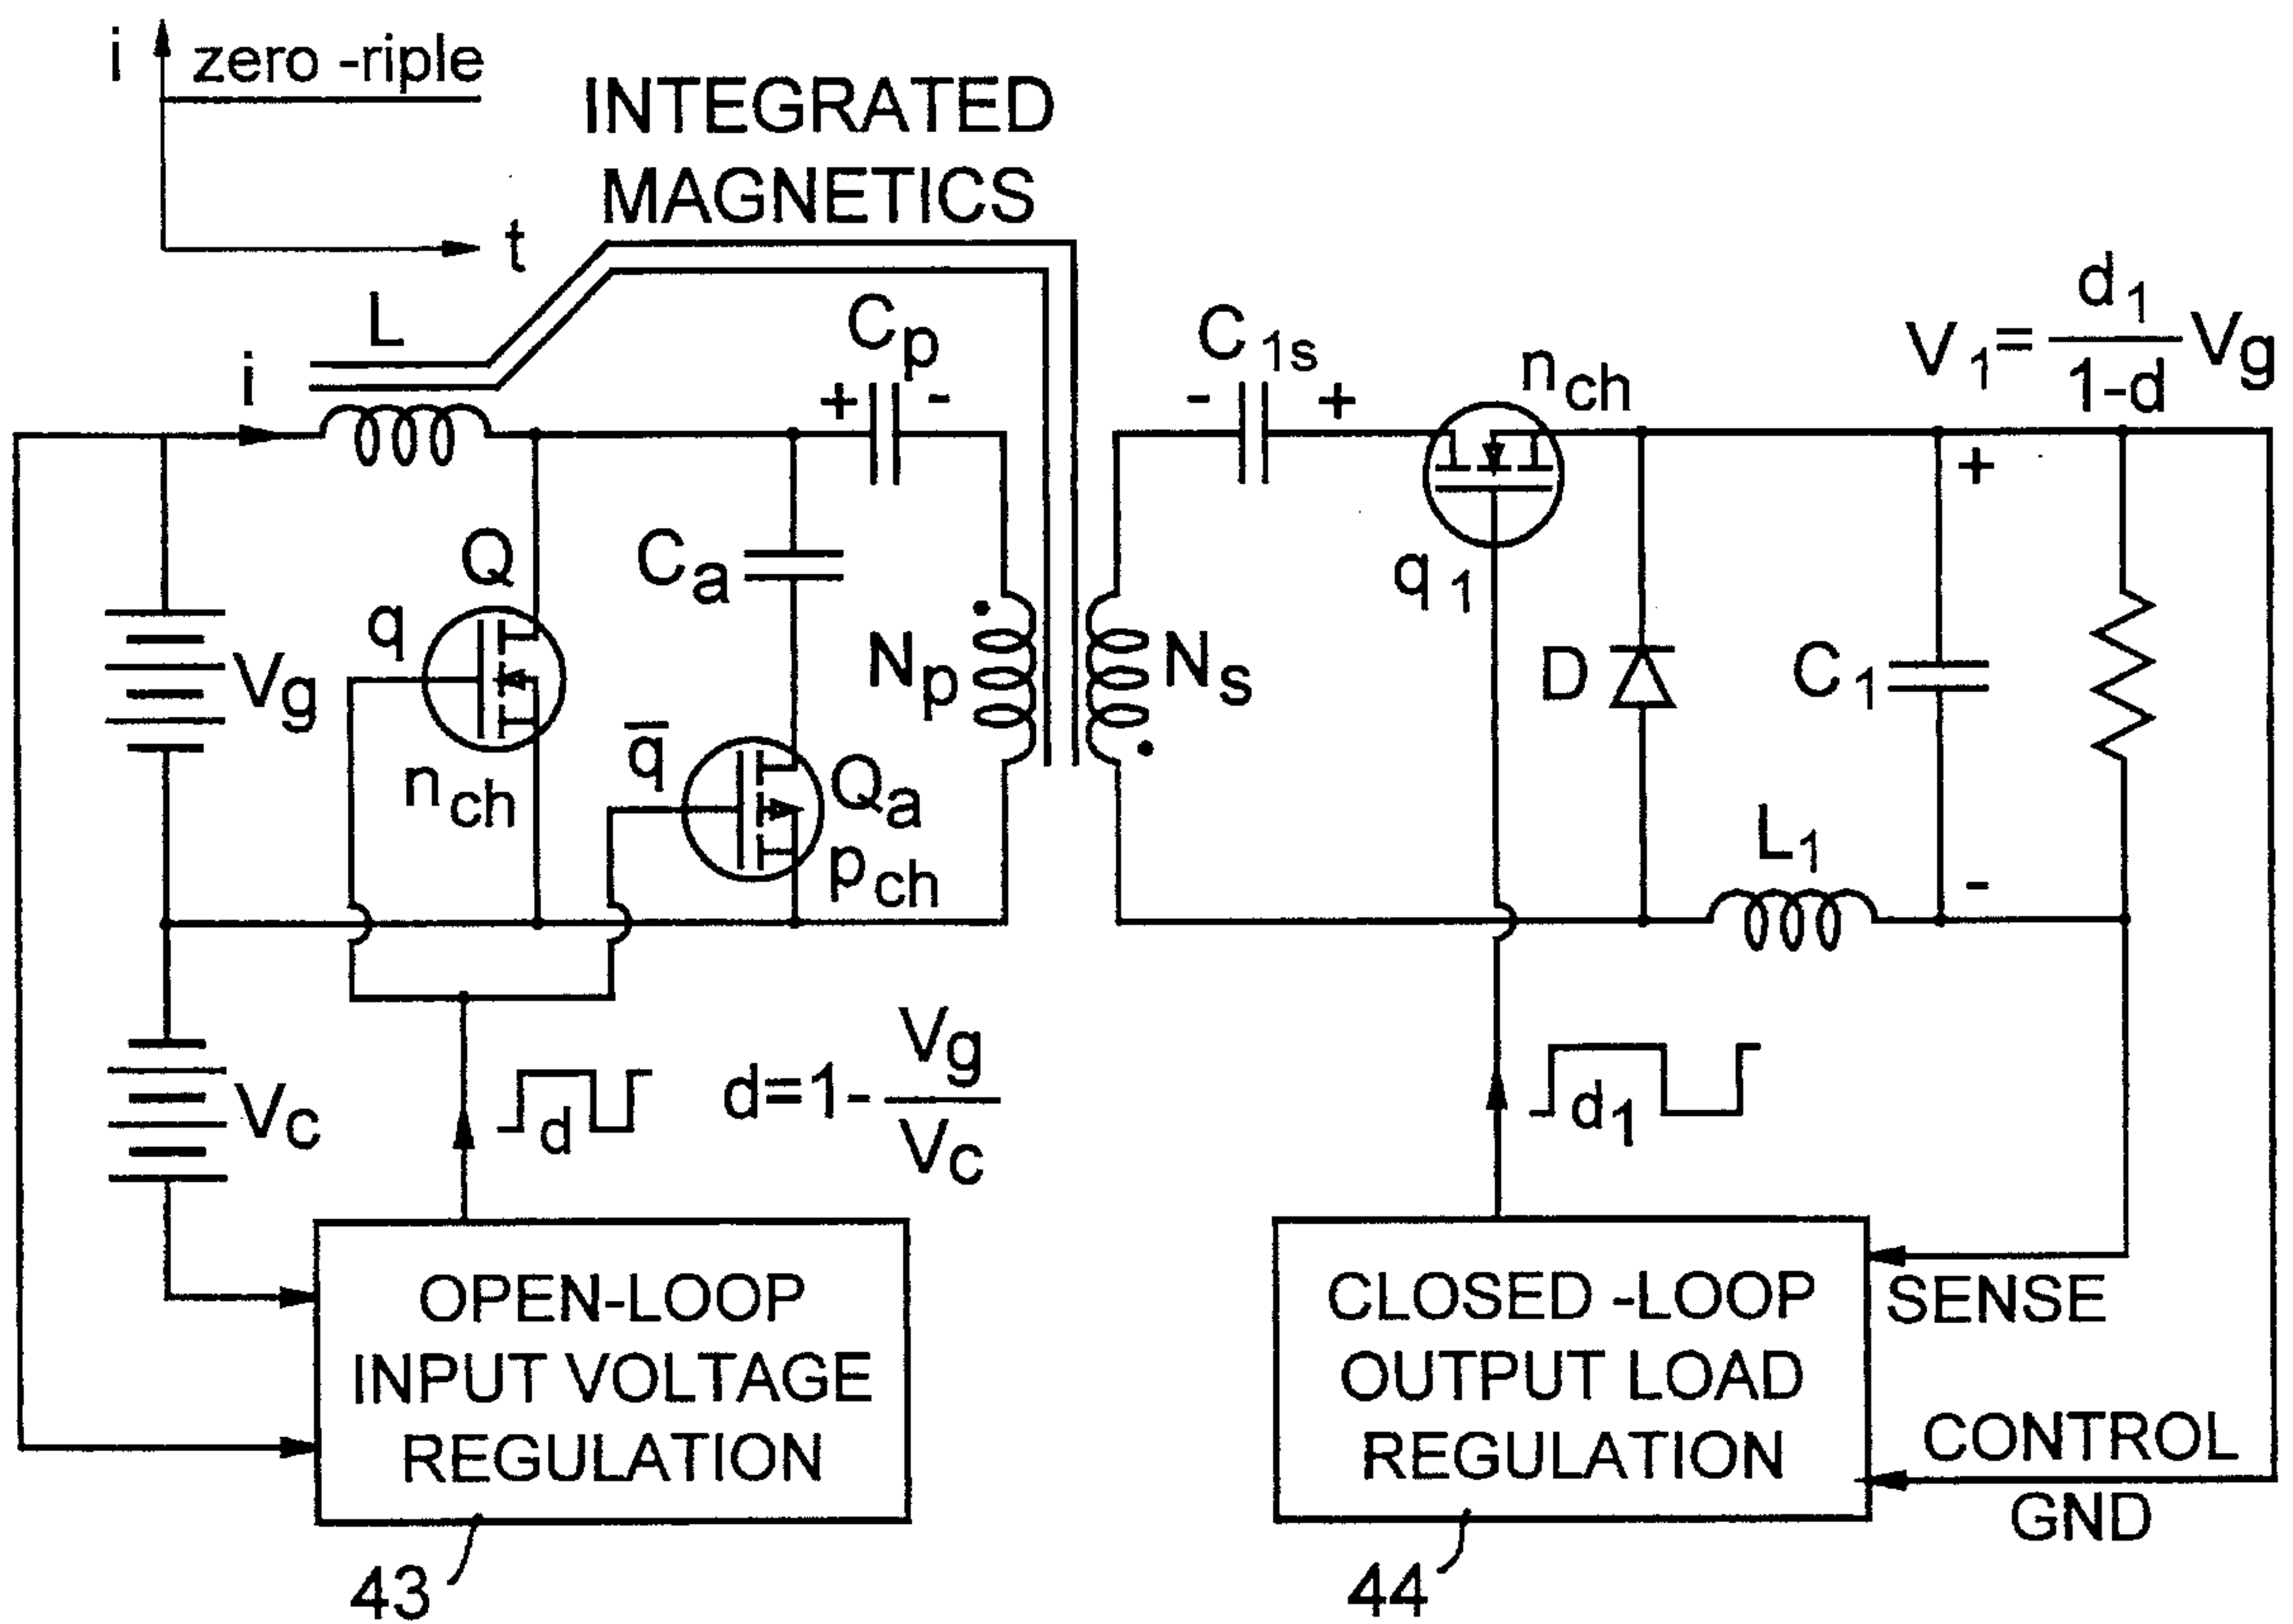 i
zero -riple
t
INTEGRATED
MAGNETICS
L
i
Cp
C1s
nch
V1 = d1/1-d Vg
+ -
- +
+
Q
q
Ca
q1
Vg
nch
q̅
Qa
pch
Np
Ns
D
C1
L1
-
Vc
d
d=1- Vg/Vc
d1
OPEN-LOOP
INPUT VOLTAGE
REGULATION
CLOSED -LOOP
OUTPUT LOAD
REGULATION
SENSE
CONTROL
GND
43
44